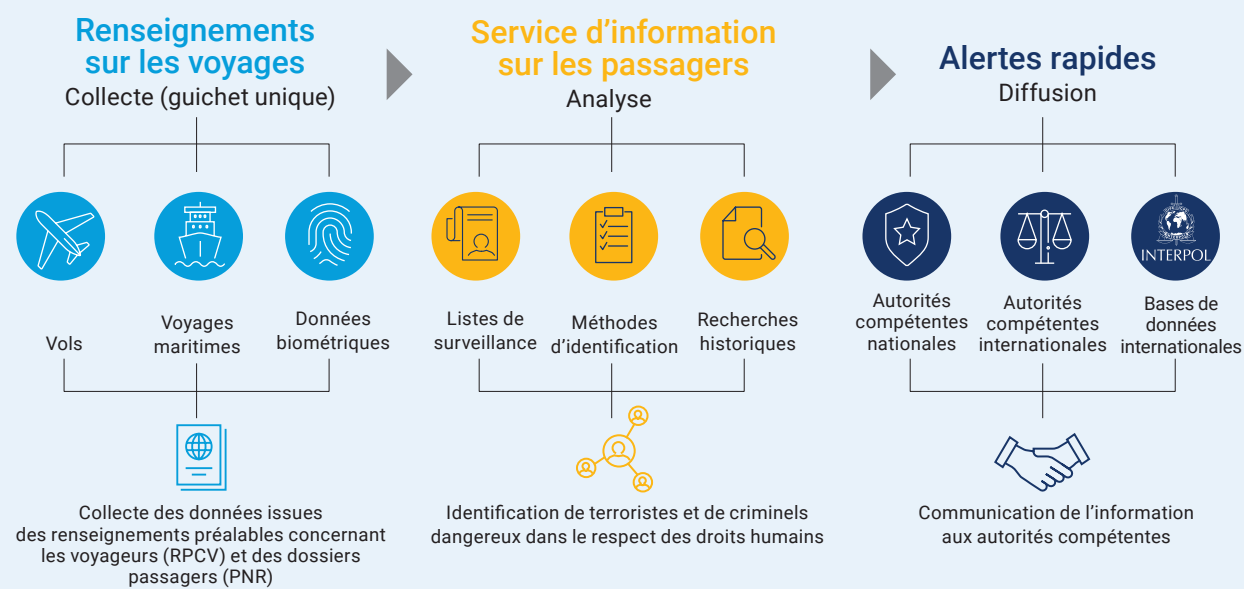 Renseignements
sur les voyages
Collecte (guichet unique)
Vols
Voyages
maritimes
Données
biométriques
Collecte des données issues
des renseignements préalables concernant
les voyageurs (RPCV) et des dossiers
passagers (PNR)
Service d’information
sur les passagers
Analyse
Listes de
surveillance
Méthodes
d’identification
Recherches
historiques
Identification de terroristes et de criminels
dangereux dans le respect des droits humains
Alertes rapides
Diffusion
INTERPOL
Autorités
compétentes
nationales
Autorités
compétentes
internationales
Bases de
données
internationales
Communication de l’information
aux autorités compétentes